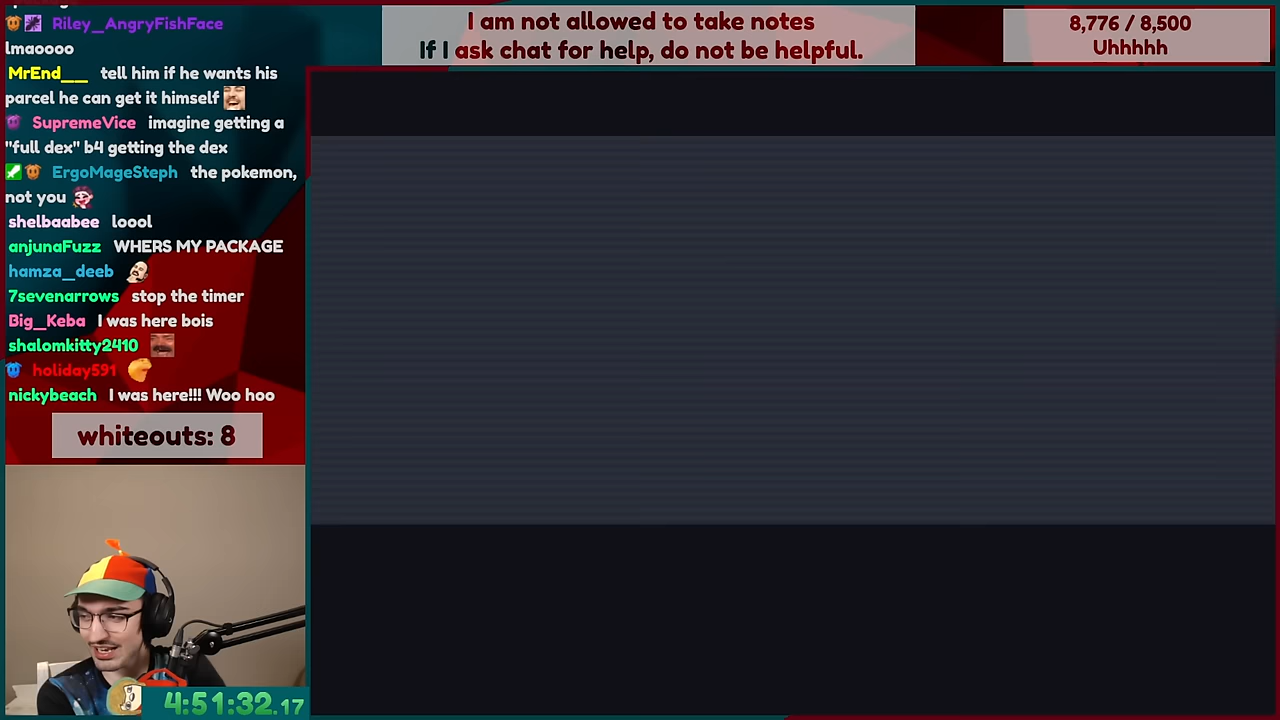 Riley_AngryFishFace
lmaoooo
MrEnd__ tell him if he wants his
parcel he can get it himself
SupremeVice imagine getting a
"full dex" b4 getting the dex
ErgoMageSteph the pokemon,
not you
shelbaabee loool
anjunaFuzz WHERS MY PACKAGE
hamza_deeb
7sevenarrows stop the timer
Big_Keba I was here bois
shalomkitty2410
holiday591
nickybeach I was here!!! Woo hoo
whiteouts: 8
4:51:32.17
I am not allowed to take notes
If I ask chat for help, do not be helpful.
8,776 / 8,500
Uhhhhh